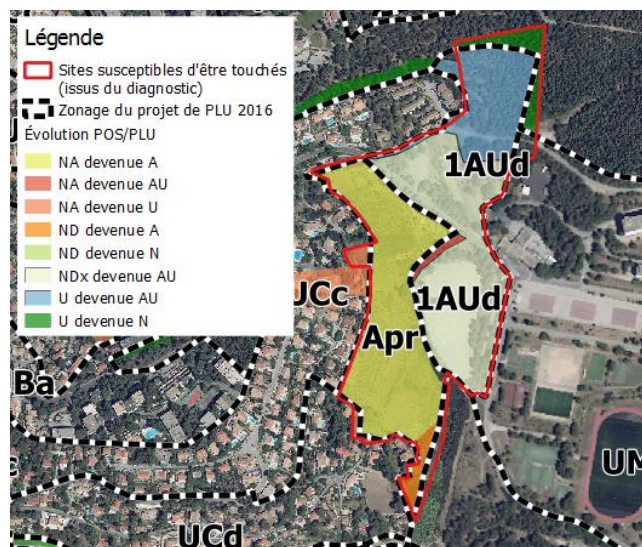 Légende
Sites susceptibles d'être touchés
(issus du diagnostic)
Zonage du projet de PLU 2016
Évolution POS/PLU
NA devenue A
NA devenue AU
NA devenue U
ND devenue A
ND devenue N
NDx devenue AU
U devenue AU
U devenue N
1AUd
UCc
1AUd
Apr
Ba
UM
UCd